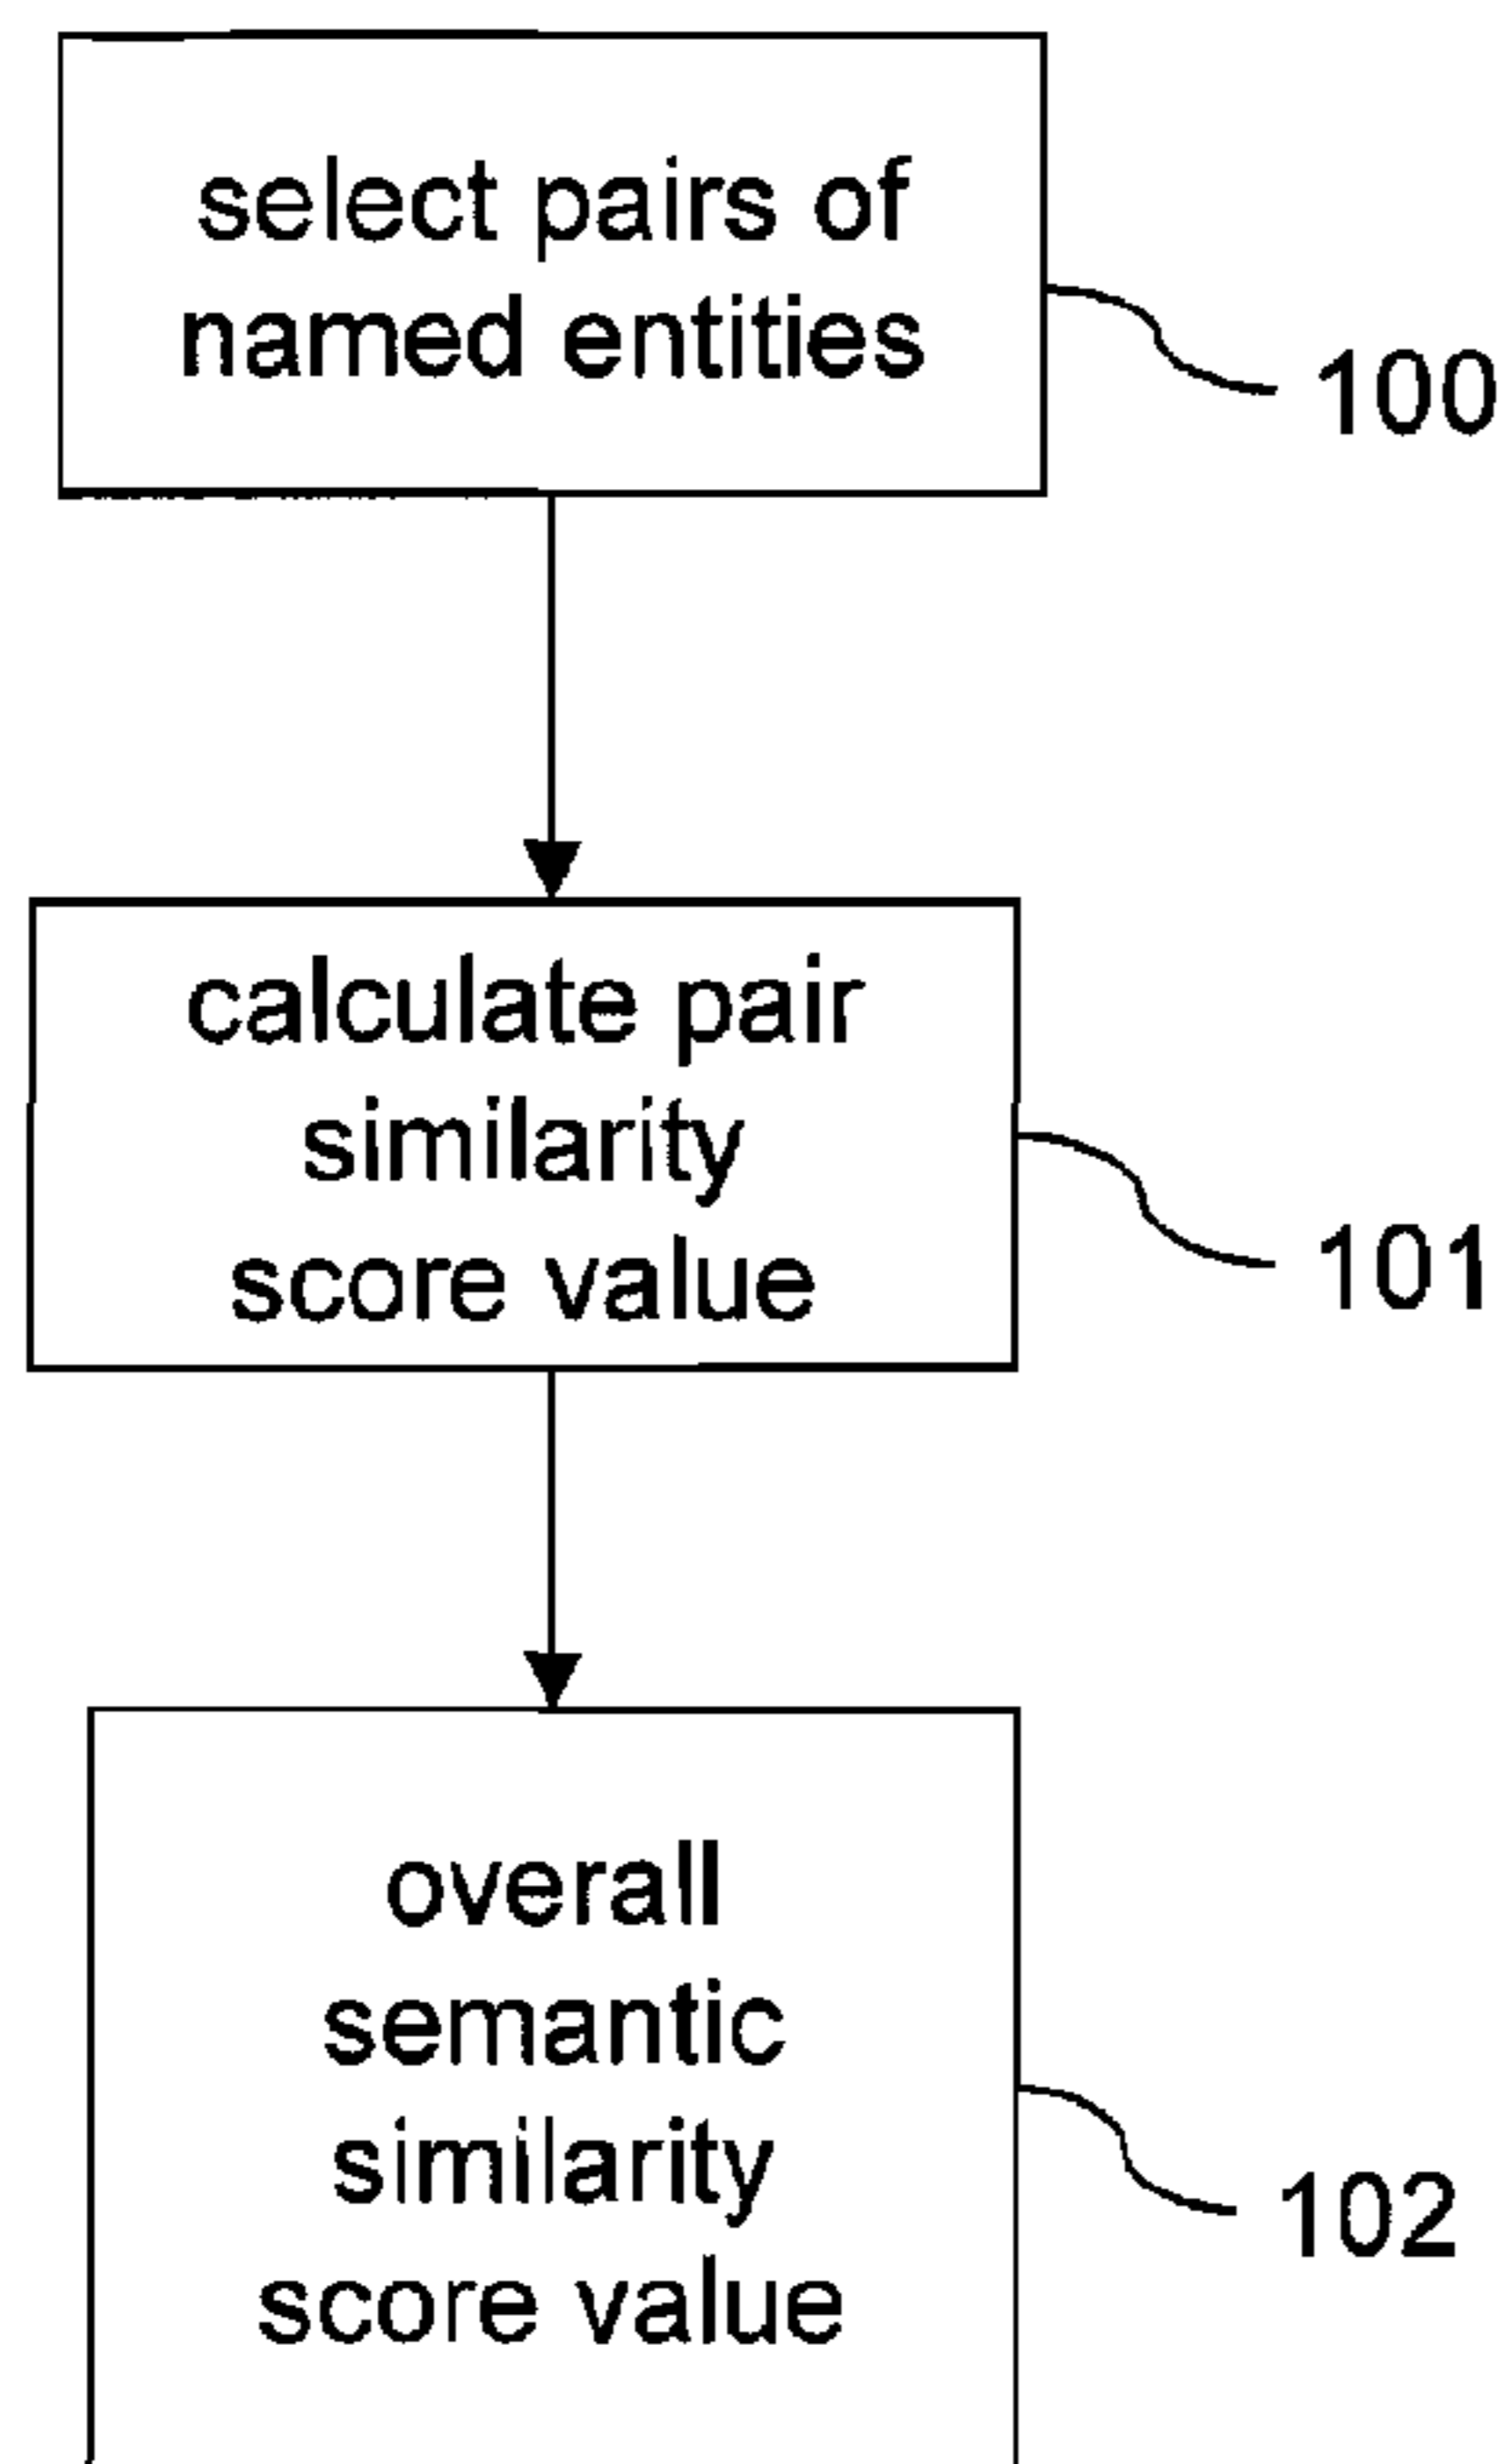 select pairs of
named entities
100
calculate pair
similarity
score value
101
overall
semantic
similarity
score value
102